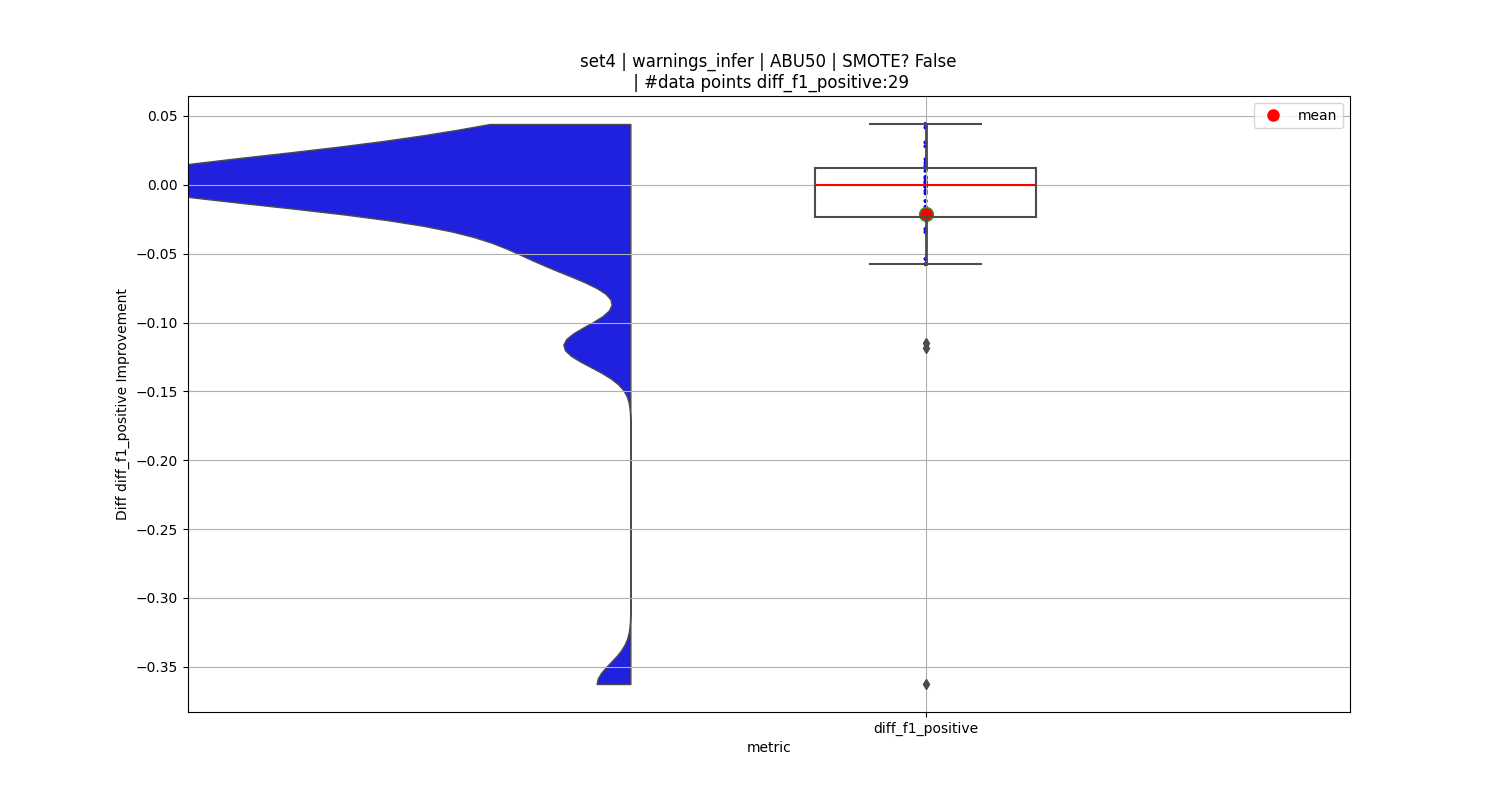 set4 | warnings_infer | ABU50 | SMOTE? False
| #data points diff_f1_positive:29
mean
0.05
0.00
−0.05
−0.10
−0.15
−0.20
−0.25
−0.30
−0.35
Diff diff_f1_positive Improvement
diff_f1_positive
metric